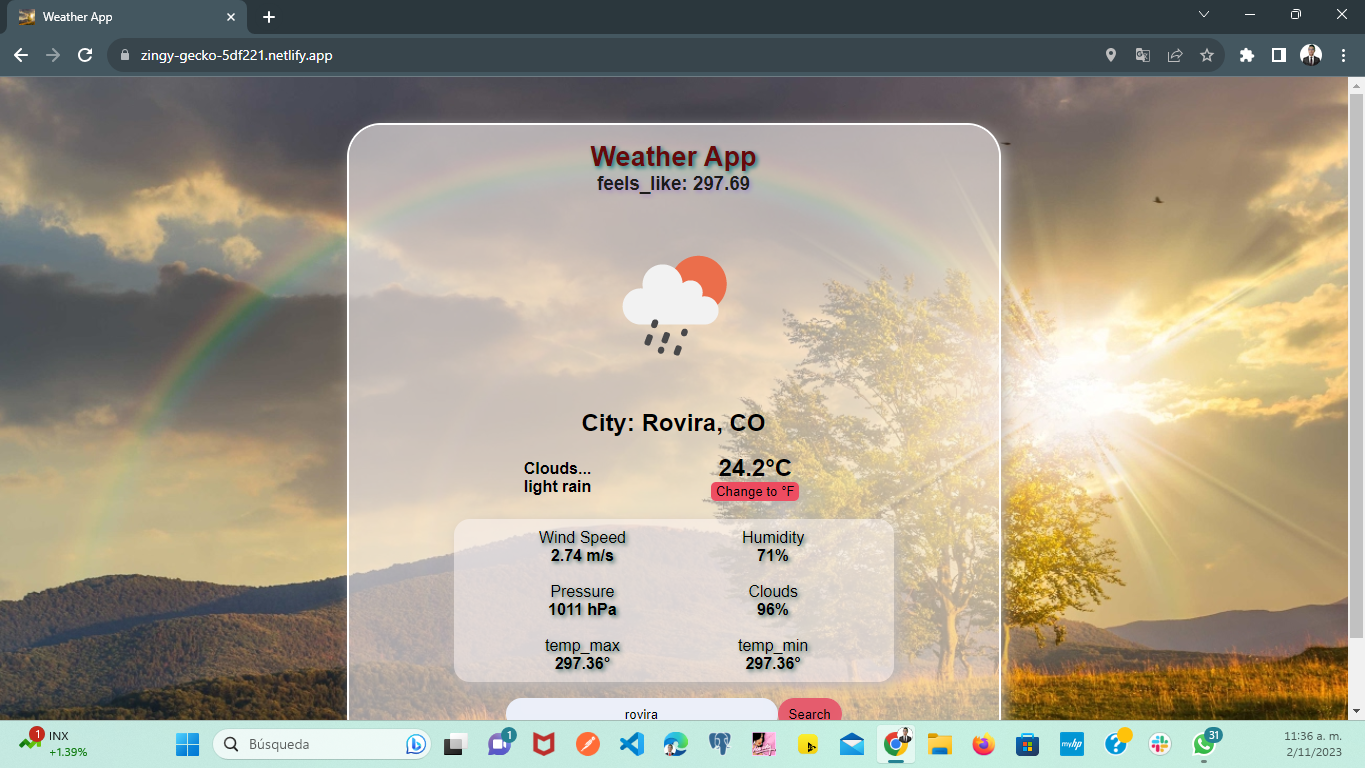 Weather App
zingy-gecko-5df221.netlify.app
Weather App
feels_like: 297.69
City: Rovira, CO
Clouds...
light rain
24.2°C
Change to °F
Wind Speed
2.74 m/s
Humidity
71%
Pressure
1011 hPa
Clouds
96%
temp_max
297.36°
temp_min
297.36°
rovira
Search
1
INX
+1.39%
Búsqueda
1
myhp
31
11:36 a. m.
2/11/2023